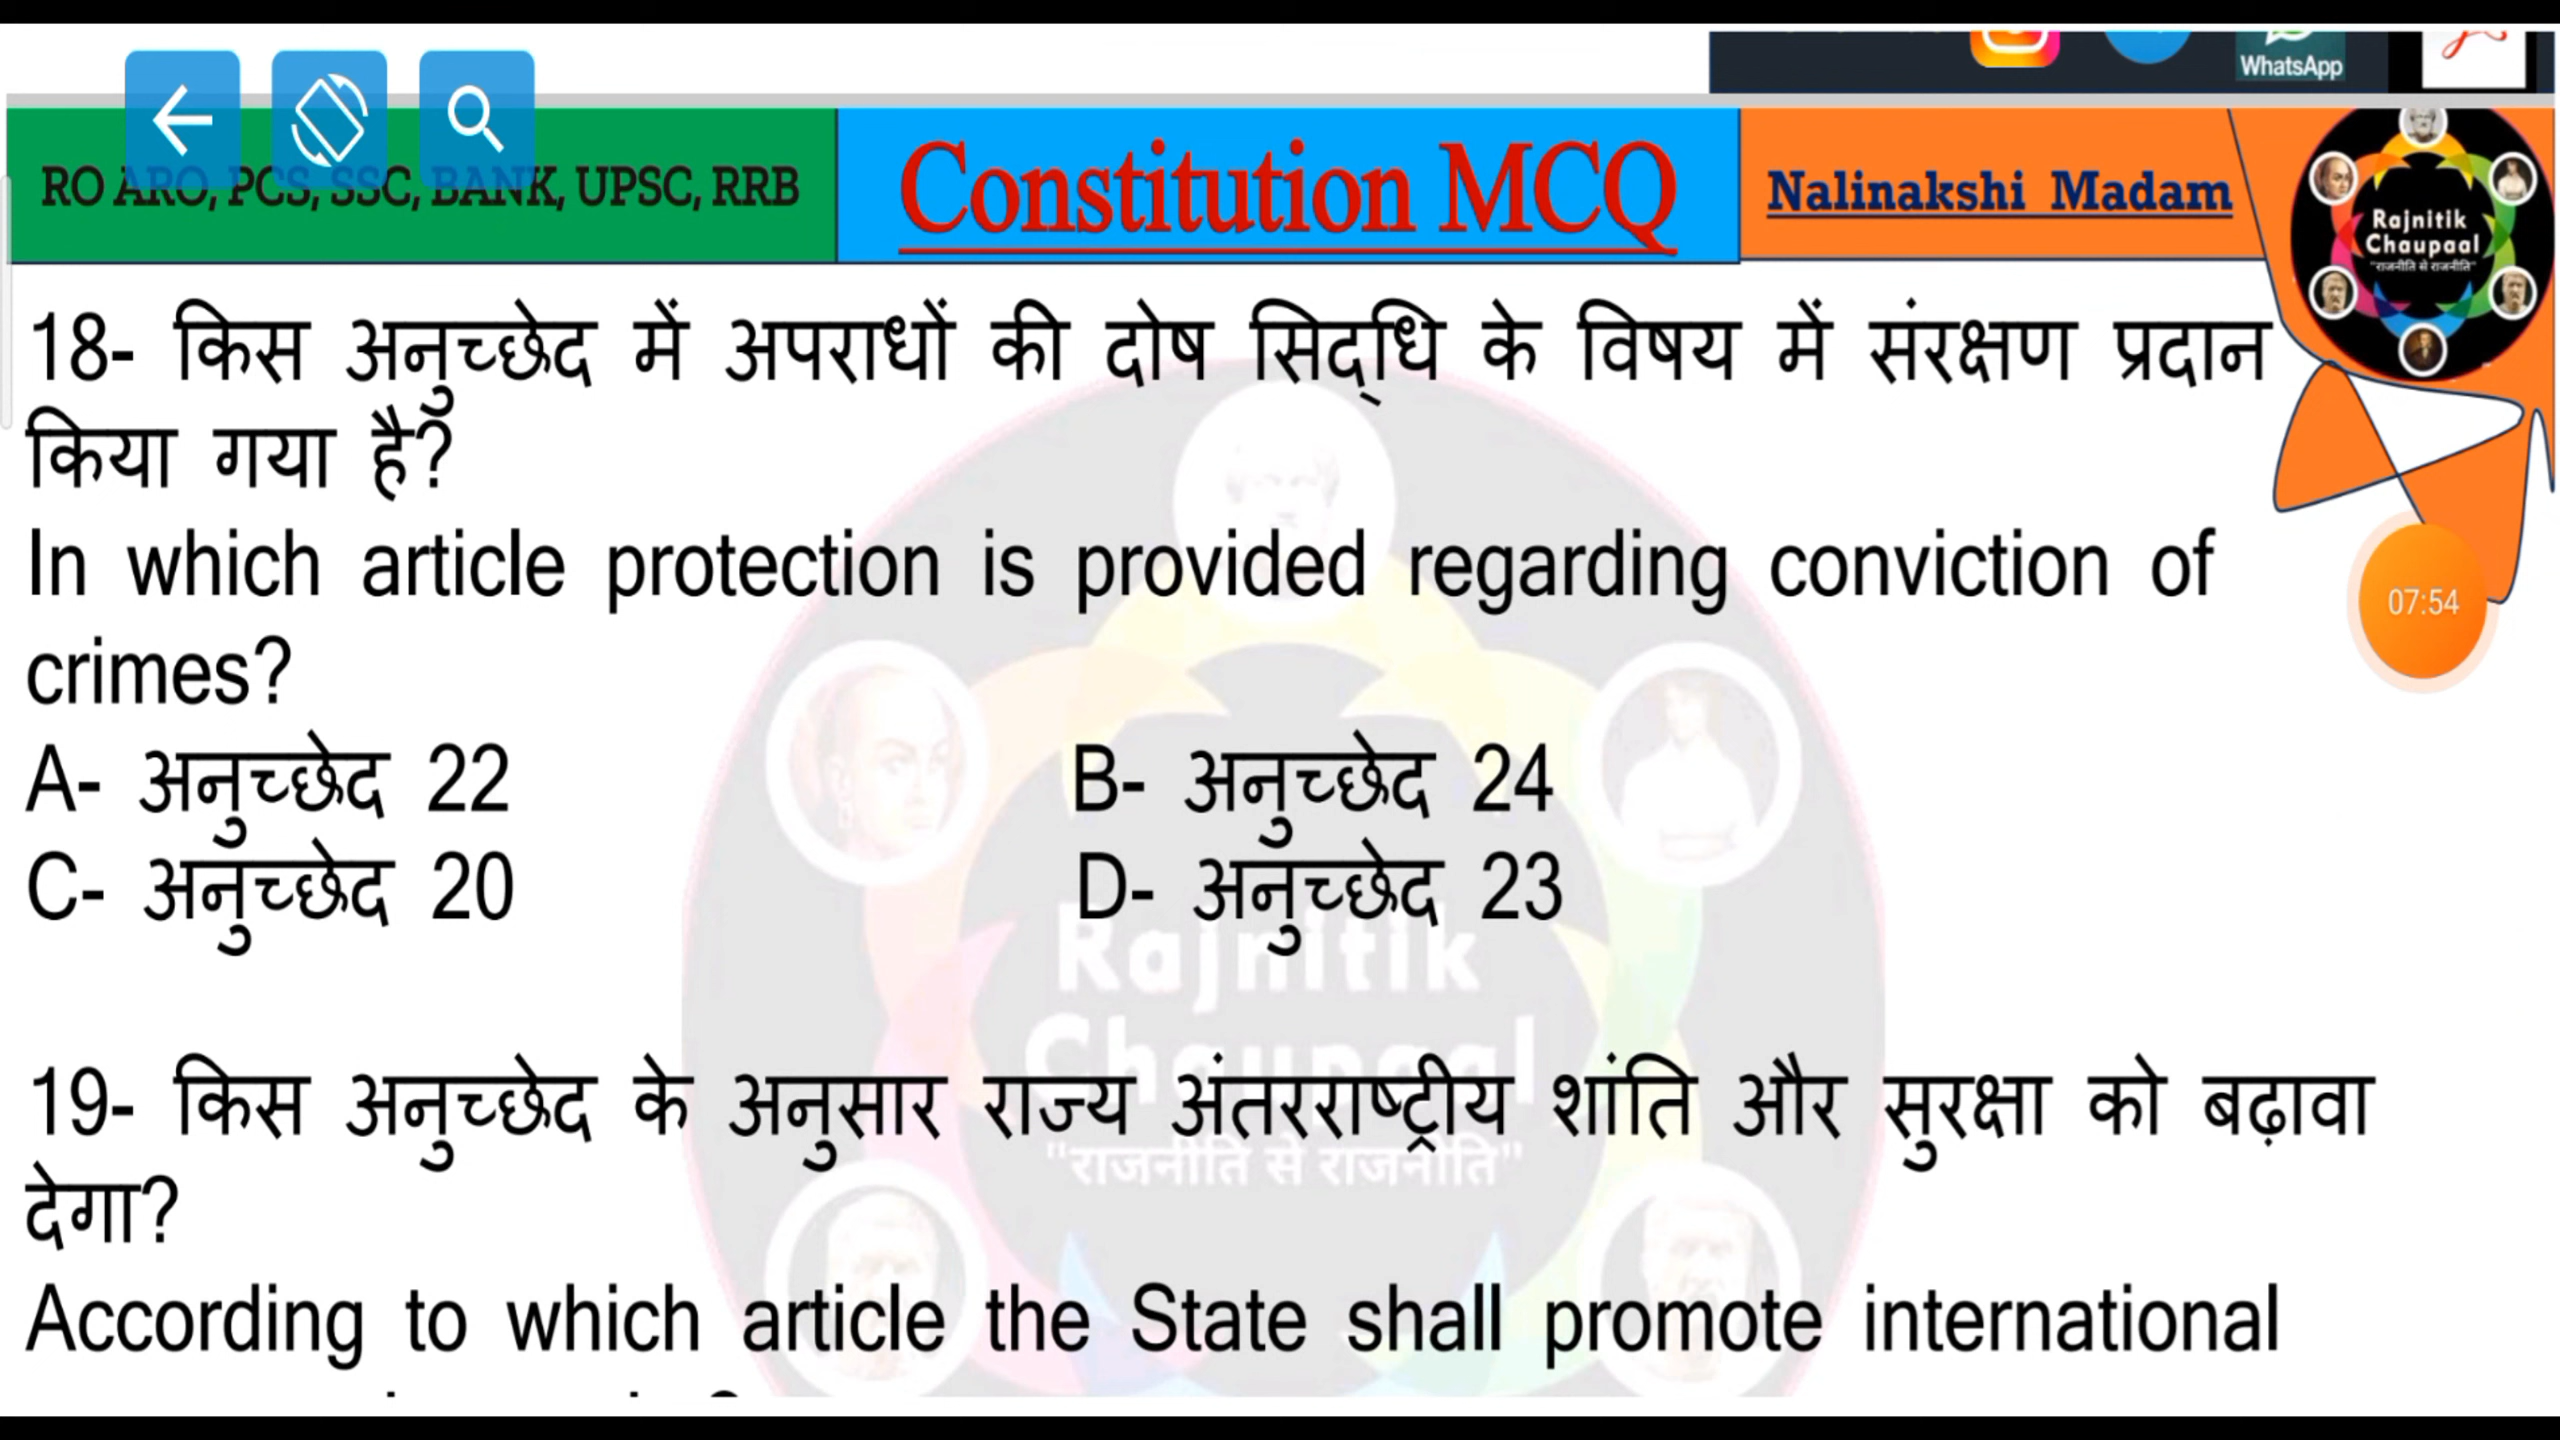 WhatsApp
RO ARO, PCS, SSC, BANK, UPSC, RRB
Constitution MCQ
Nalinakshi Madam
Rajnitik
Chaupaal
"राजनीति से राजनीति"
18- किस अनुच्छेद में अपराधों की दोष सिद्धि के विषय में संरक्षण प्रदान
किया गया है?
In which article protection is provided regarding conviction of
crimes?
07:54
A- अनुच्छेद 22 B- अनुच्छेद 24
C- अनुच्छेद 20 D- अनुच्छेद 23
Rajnitik
Chaupaal
"राजनीति से राजनीति"
19- किस अनुच्छेद के अनुसार राज्य अंतरराष्ट्रीय शांति और सुरक्षा को बढ़ावा
देगा?
According to which article the State shall promote international